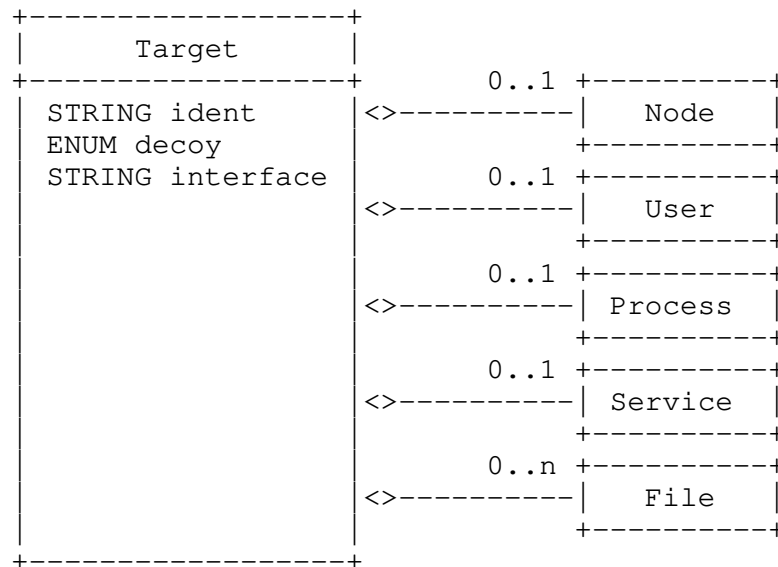 Target
0..1
STRING ident <>----------| Node
ENUM decoy
STRING interface 0..1
<>----------| User
0..1
<>----------| Process
0..1
<>----------| Service
0..n
<>----------| File